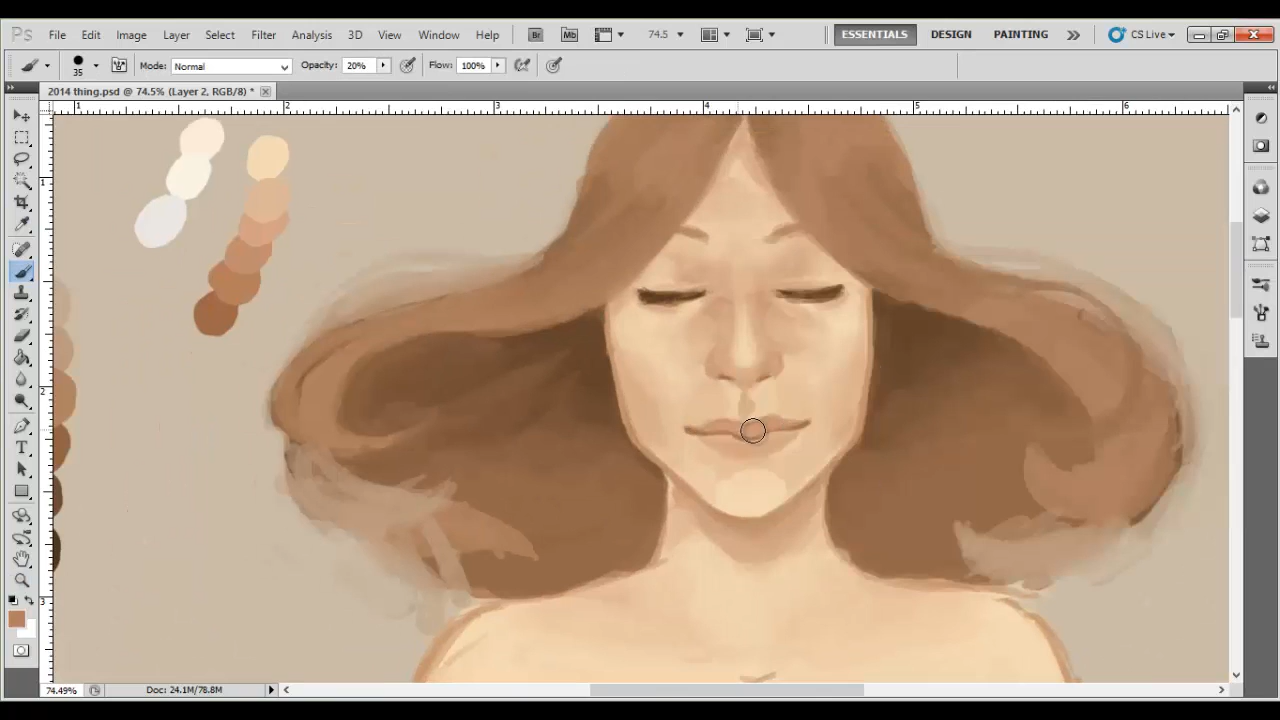 Ps File Edit Image Layer Select Filter Analysis 3D View Window Help Br Mb 74.5 ESSENTIALS DESIGN PAINTING CS Live
35 Mode: Normal Opacity: 20% Flow: 100%
2014 thing.psd @ 74.5% (Layer 2, RGB/8) *
1 2 3 4 5 6
1
2
3
74.49% Doc: 24.1M/78.8M